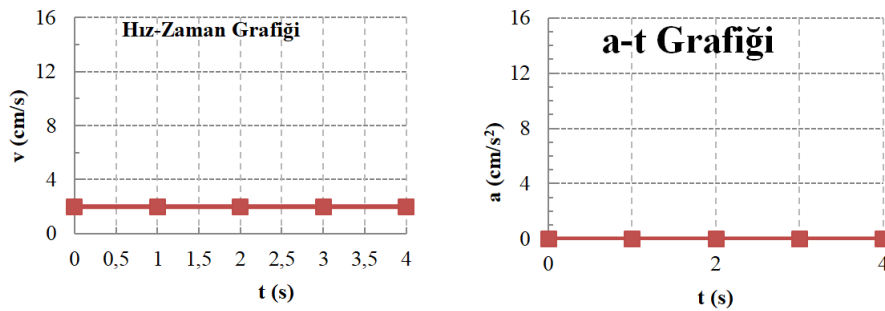 Hız-Zaman Grafiği
v (cm/s)
16
12
8
4
0
0 0,5 1 1,5 2 2,5 3 3,5 4
t (s)
a-t Grafiği
a (cm/s²)
16
12
8
4
0
0 2 4
t (s)